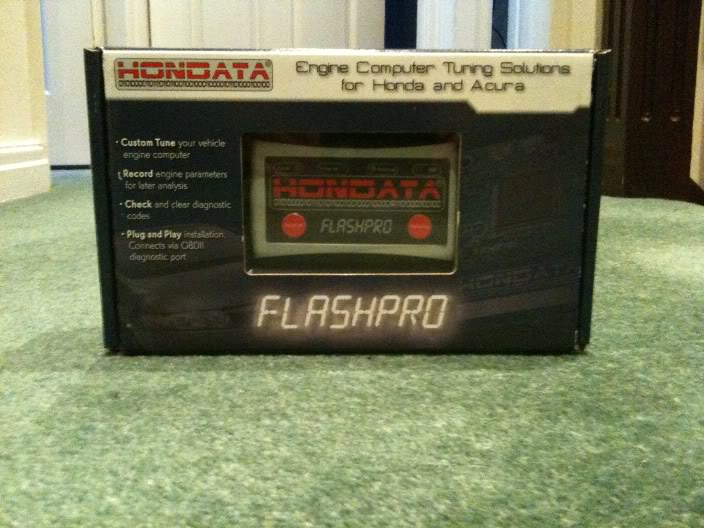 HONDATA
Engine Computer Tuning Solutions
for Honda and Acura
• Custom Tune your vehicle
engine computer
• Record engine parameters
for later analysis
• Check and clear diagnostic
codes
• Plug and Play installation.
Connects via OBDII
diagnostic port
HONDATA
FLASHPRO
HONDATA
FLASHPRO